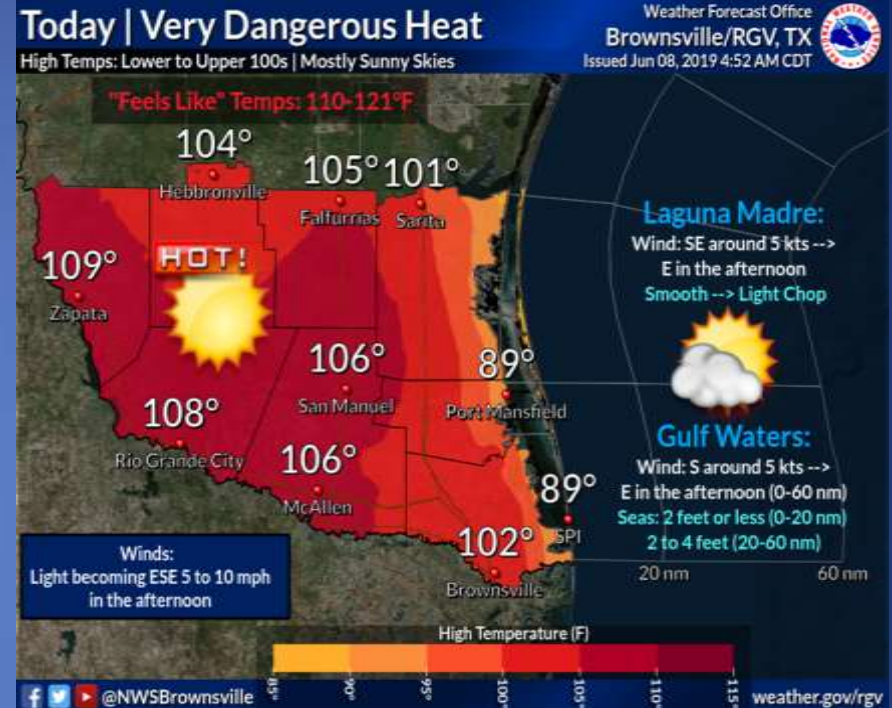 Today | Very Dangerous Heat
High Temps: Lower to Upper 100s | Mostly Sunny Skies
Weather Forecast Office
Brownsville/RGV, TX
Issued Jun 08, 2019 4:52 AM CDT
"Feels Like" Temps: 110-121°F
104°
Hebbronville
105°
Falfurrias
101°
Sarita
109°
Zapata
HOT!
106°
San Manuel
89°
Port Mansfield
108°
Rio Grande City
106°
McAllen
89°
SPI
102°
Brownsville
Laguna Madre:
Wind: SE around 5 kts -->
E in the afternoon
Smooth --> Light Chop
Gulf Waters:
Wind: S around 5 kts -->
E in the afternoon (0-60 nm)
Seas: 2 feet or less (0-20 nm)
2 to 4 feet (20-60 nm)
20 nm
60 nm
Winds:
Light becoming ESE 5 to 10 mph
in the afternoon
High Temperature (F)
85° 90° 95° 100° 105° 110° 115°
@NWSBrownsville
weather.gov/rgv